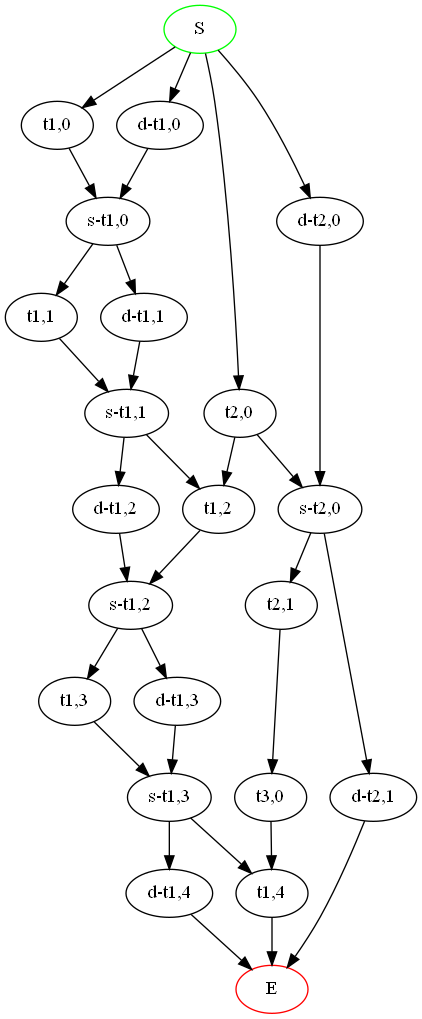 S
t1,0
d-t1,0
s-t1,0
d-t2,0
t1,1
d-t1,1
s-t1,1
t2,0
d-t1,2
t1,2
s-t2,0
s-t1,2
t2,1
t1,3
d-t1,3
s-t1,3
t3,0
d-t2,1
d-t1,4
t1,4
E